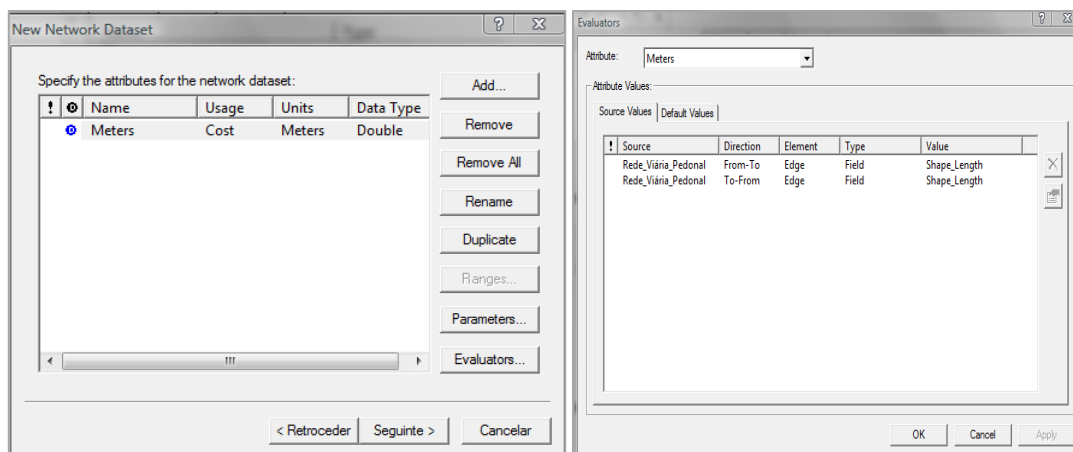 New Network Dataset
Specify the attributes for the network dataset:
! D Name Usage Units Data Type
D Meters Cost Meters Double
Add...
Remove
Remove All
Rename
Duplicate
Ranges...
Parameters...
Evaluators...
< Retroceder Seguinte > Cancelar
Evaluators
Attribute: Meters
Attribute Values:
Source Values Default Values
! Source Direction Element Type Value
Rede_Viária_Pedonal From-To Edge Field Shape_Length
Rede_Viária_Pedonal To-From Edge Field Shape_Length
OK Cancel Apply